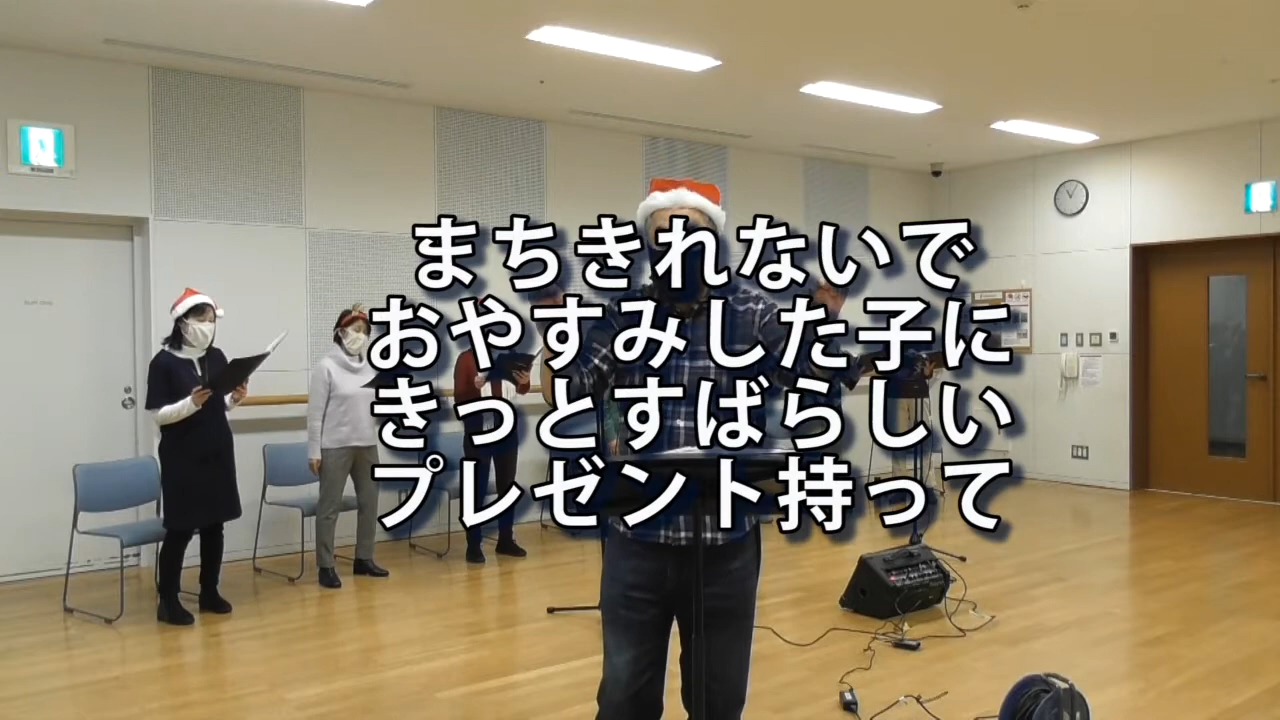 まちきれないで
おやすみした子に
きっとすばらしい
プレゼント持って